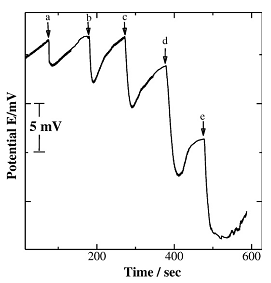 a b c d e
Potential E/mV
5 mV
200 400 600
Time / sec